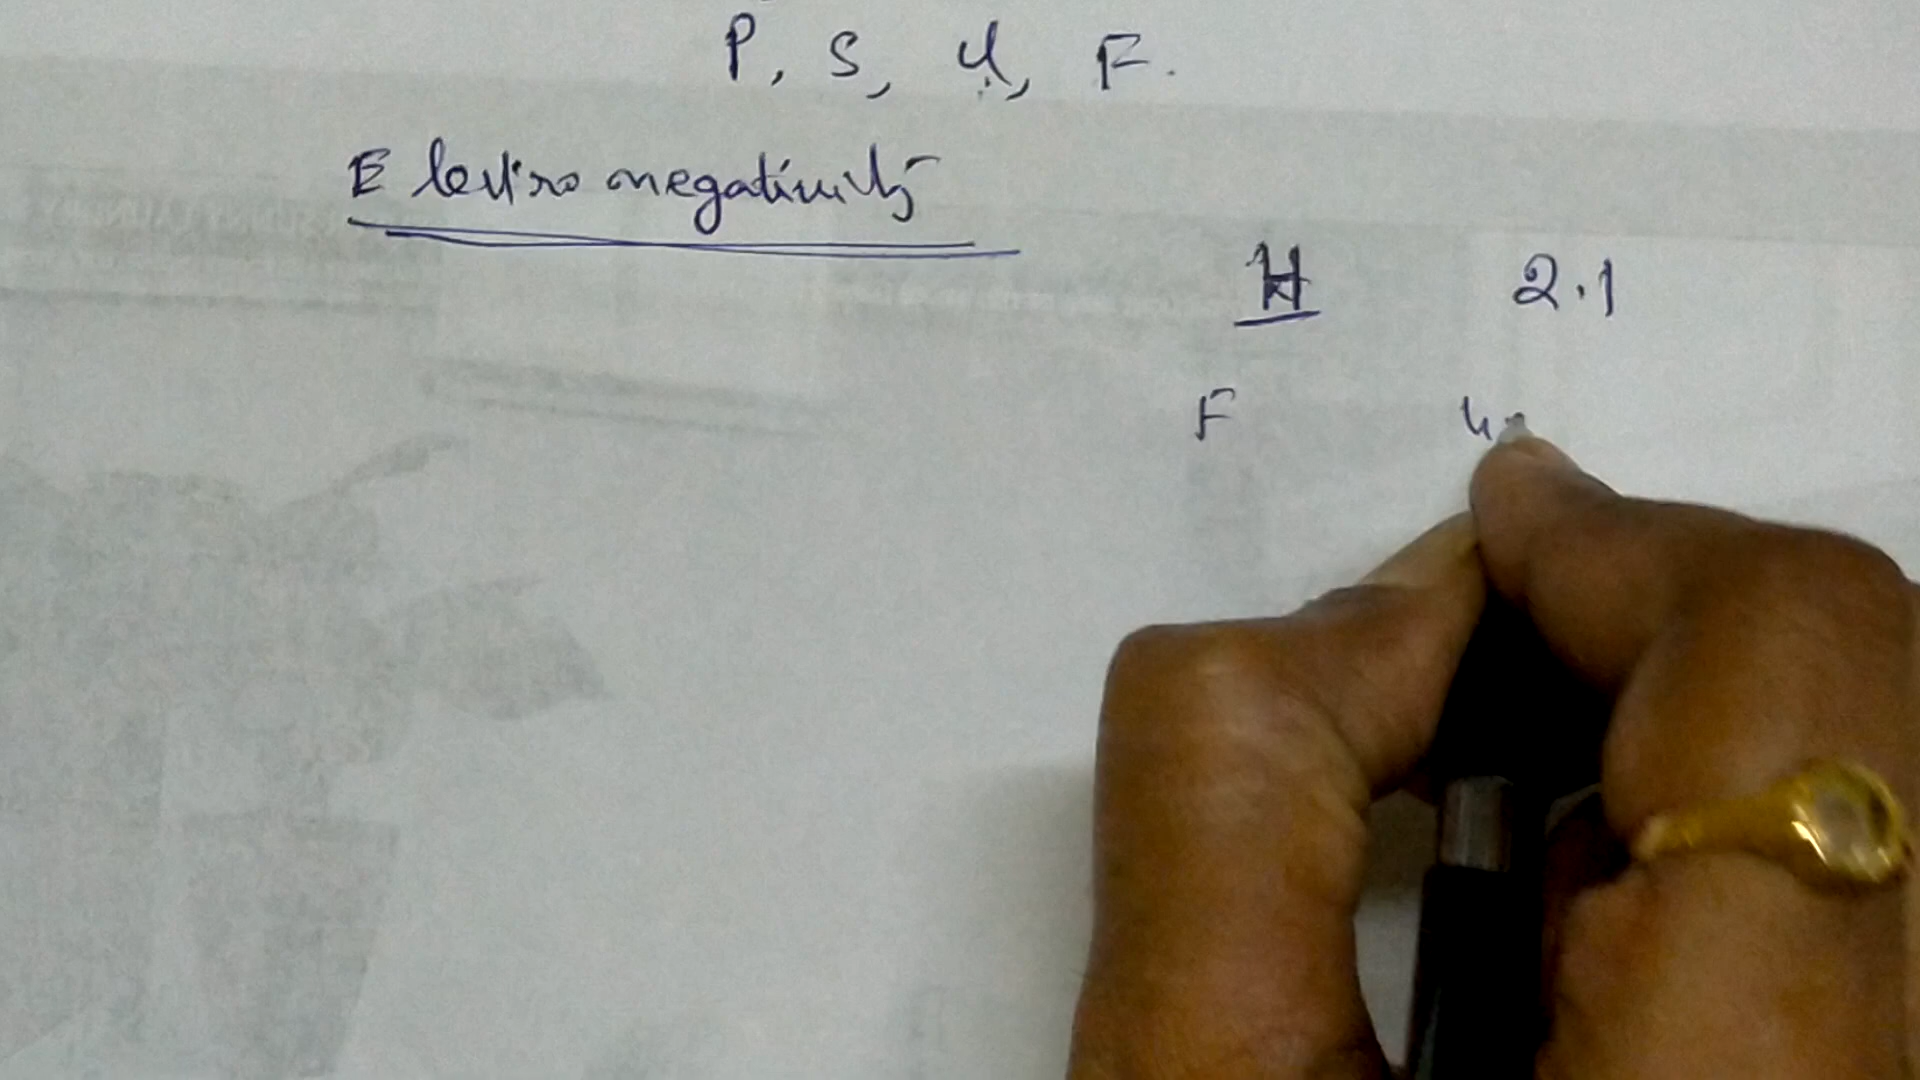 P, S, Cl, F.
Electronegativity
H 2.1
F 4.